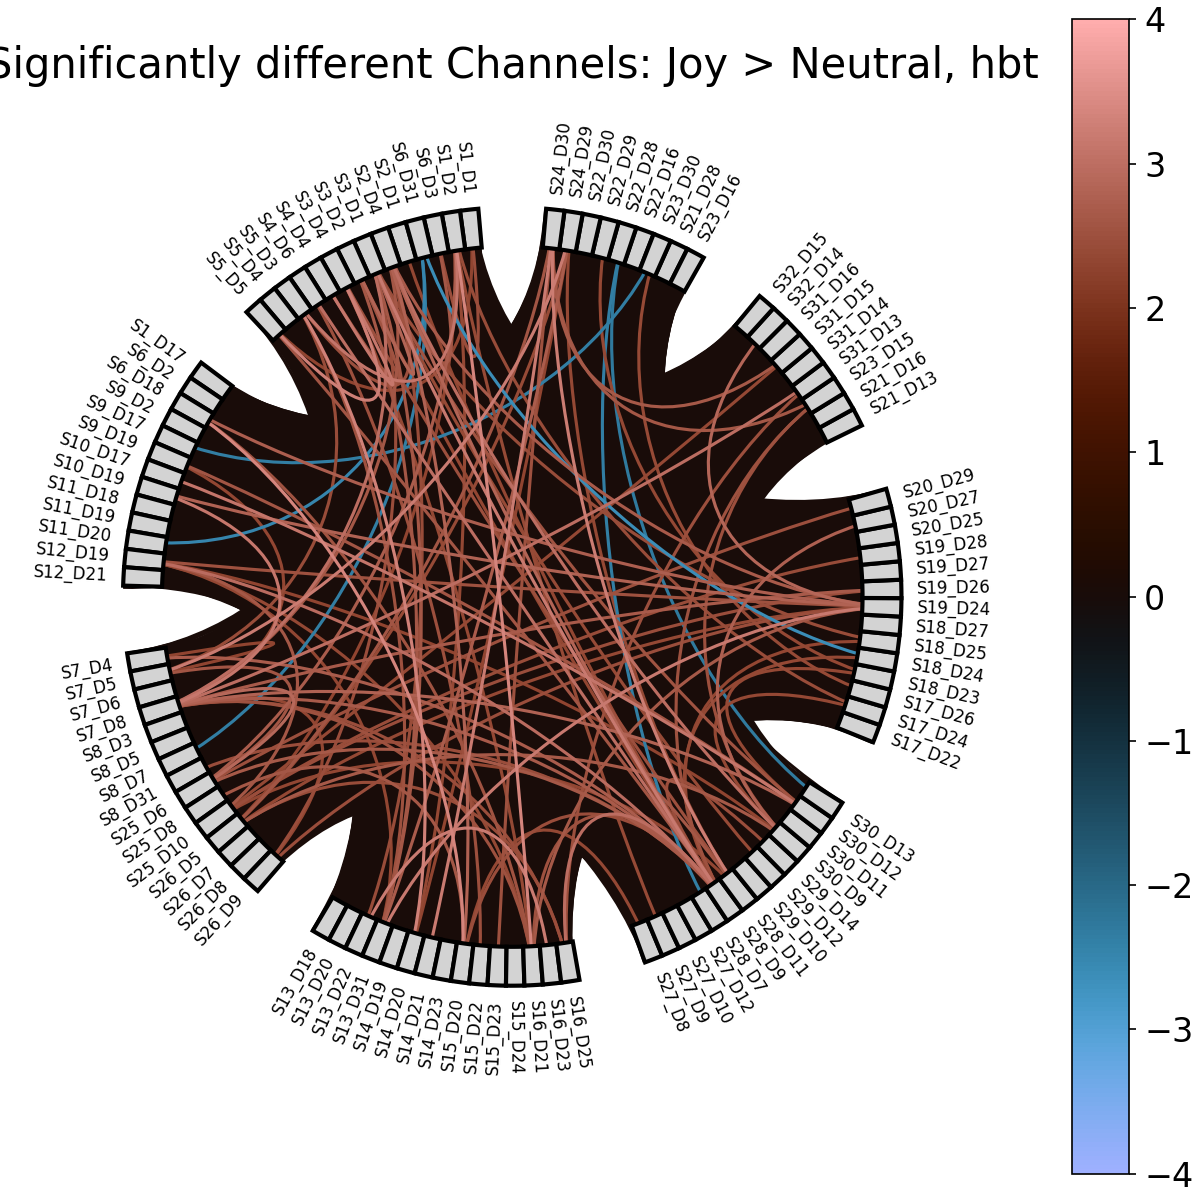 Significantly different Channels: Joy > Neutral, hbt
S1_D1
S1_D2
S6_D3
S6_D31
S2_D1
S2_D4
S3_D1
S3_D2
S3_D4
S4_D4
S4_D6
S5_D3
S5_D4
S5_D5
S1_D17
S6_D2
S6_D18
S9_D2
S9_D17
S9_D19
S10_D17
S10_D19
S11_D18
S11_D19
S11_D20
S12_D19
S12_D21
S7_D4
S7_D5
S7_D6
S7_D8
S8_D3
S8_D5
S8_D7
S8_D31
S25_D6
S25_D8
S25_D10
S26_D5
S26_D7
S26_D8
S26_D9
S13_D18
S13_D20
S13_D22
S13_D31
S14_D19
S14_D20
S14_D21
S14_D23
S15_D20
S15_D22
S15_D23
S15_D24
S16_D21
S16_D23
S16_D25
S27_D8
S27_D9
S27_D10
S27_D12
S28_D7
S28_D9
S28_D11
S29_D10
S29_D12
S29_D14
S30_D9
S30_D11
S30_D12
S30_D13
S17_D22
S17_D24
S17_D26
S18_D23
S18_D24
S18_D25
S18_D27
S19_D24
S19_D26
S19_D27
S19_D28
S20_D25
S20_D27
S20_D29
S21_D13
S21_D16
S23_D15
S31_D13
S31_D14
S31_D15
S31_D16
S32_D14
S32_D15
S23_D16
S21_D28
S23_D30
S22_D16
S22_D28
S22_D29
S22_D30
S24_D29
S24_D30
4
3
2
1
0
−1
−2
−3
−4